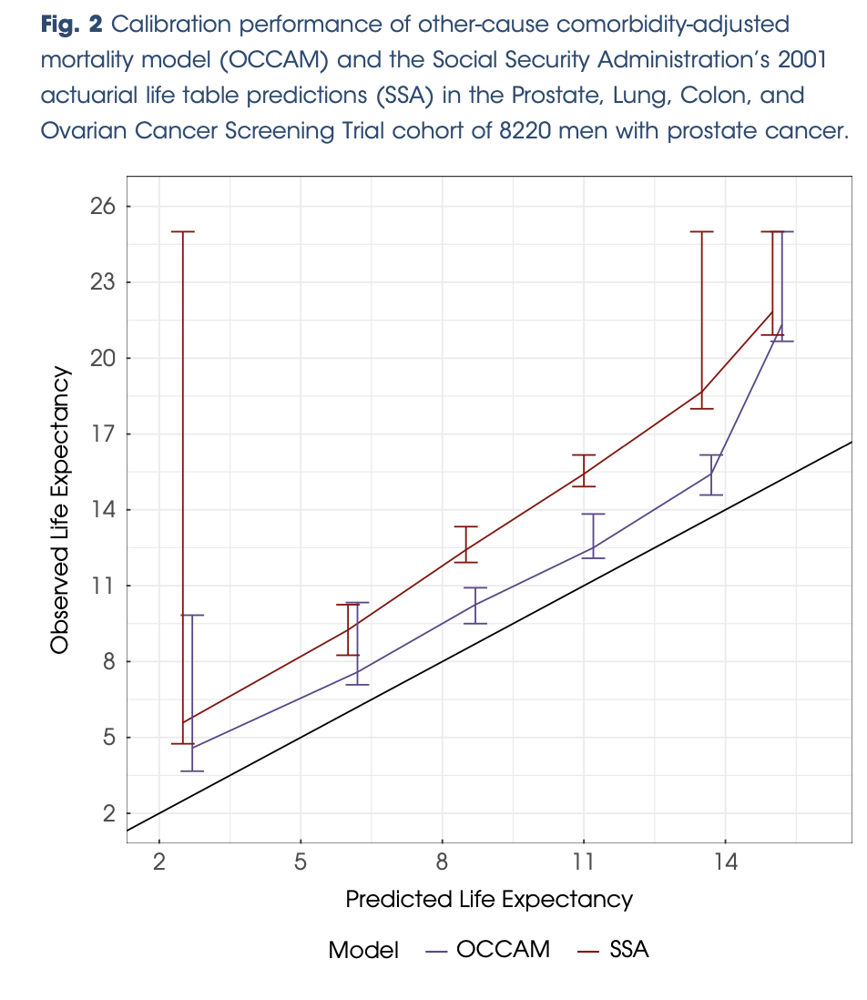 Fig. 2 Calibration performance of other-cause comorbidity-adjusted
mortality model (OCCAM) and the Social Security Administration’s 2001
actuarial life table predictions (SSA) in the Prostate, Lung, Colon, and
Ovarian Cancer Screening Trial cohort of 8220 men with prostate cancer.
26
23
20
17
14
11
8
5
2
Observed Life Expectancy
2 5 8 11 14
Predicted Life Expectancy
Model OCCAM SSA